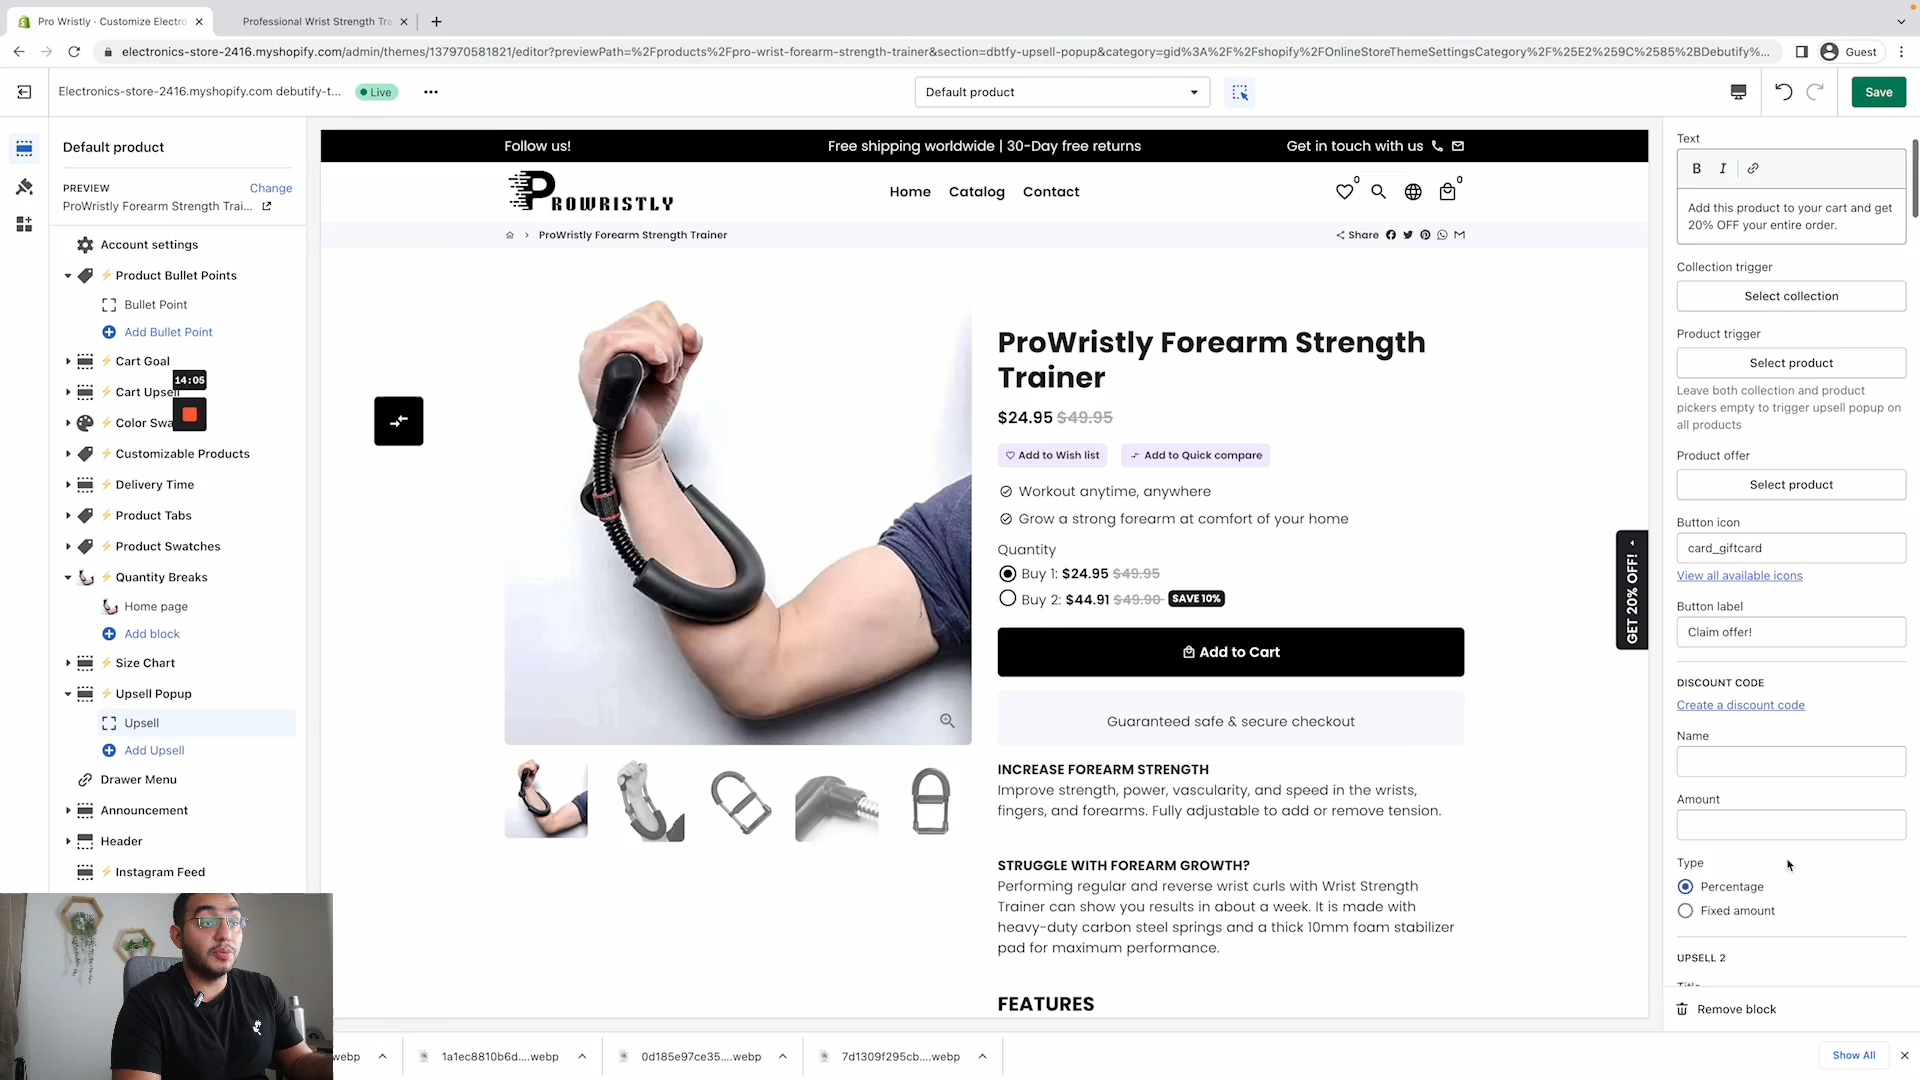 Pro Wristly · Customize Electro
Professional Wrist Strength Tra
electronics-store-2416.myshopify.com/admin/themes/137970581821/editor?previewPath=%2Fproducts%2Fpro-wrist-forearm-strength-trainer&section=dbtfy-upsell-popup&category=gid%3A%2F%2Fshopify%2FOnlineStoreThemeSettingsCategory%2F%25E2%259C%2585%2BDebutify%...
Guest
Electronics-store-2416.myshopify.com debutify-t...
Live
Default product
Save
Default product
PREVIEW
Change
ProWristly Forearm Strength Trai...
Account settings
Product Bullet Points
Bullet Point
Add Bullet Point
Cart Goal
14:05
Cart Upsell
Color Swa
Customizable Products
Delivery Time
Product Tabs
Product Swatches
Quantity Breaks
Home page
Add block
Size Chart
Upsell Popup
Upsell
Add Upsell
Drawer Menu
Announcement
Header
Instagram Feed
Follow us!
Free shipping worldwide | 30-Day free returns
Get in touch with us
PROWRISTLY
Home
Catalog
Contact
0
0
ProWristly Forearm Strength Trainer
Share
ProWristly Forearm Strength
Trainer
$24.95 $49.95
Add to Wish list
Add to Quick compare
Workout anytime, anywhere
Grow a strong forearm at comfort of your home
Quantity
Buy 1: $24.95 $49.95
Buy 2: $44.91 $49.90 SAVE 10%
Add to Cart
Guaranteed safe & secure checkout
INCREASE FOREARM STRENGTH
Improve strength, power, vascularity, and speed in the wrists,
fingers, and forearms. Fully adjustable to add or remove tension.
STRUGGLE WITH FOREARM GROWTH?
Performing regular and reverse wrist curls with Wrist Strength
Trainer can show you results in about a week. It is made with
heavy-duty carbon steel springs and a thick 10mm foam stabilizer
pad for maximum performance.
FEATURES
GET 20% OFF!
Text
B I
Add this product to your cart and get
20% OFF your entire order.
Collection trigger
Select collection
Product trigger
Select product
Leave both collection and product
pickers empty to trigger upsell popup on
all products
Product offer
Select product
Button icon
card_giftcard
View all available icons
Button label
Claim offer!
DISCOUNT CODE
Create a discount code
Name
Amount
Type
Percentage
Fixed amount
UPSELL 2
Title
Remove block
webp
1a1ec8810b6d....webp
0d185e97ce35....webp
7d1309f295cb....webp
Show All